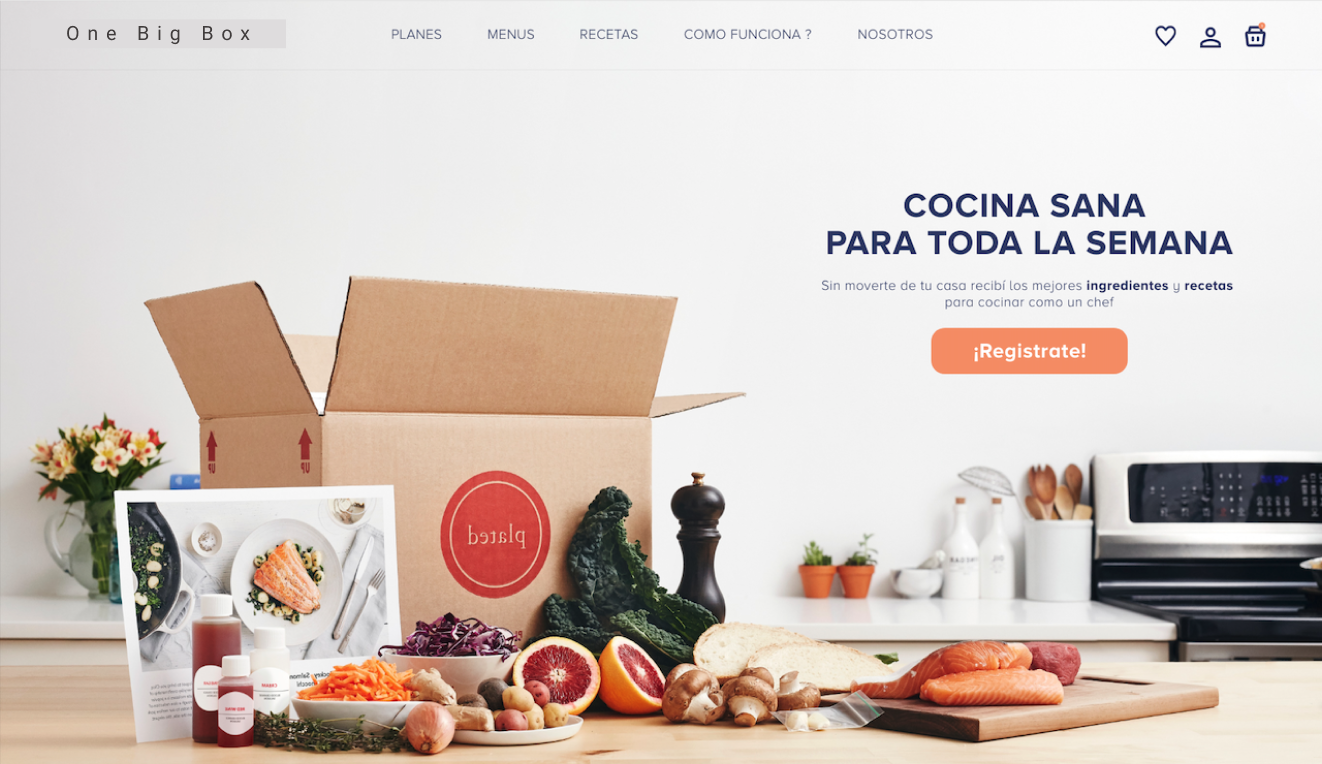 One Big Box
PLANES MENUS RECETAS COMO FUNCIONA ? NOSOTROS
COCINA SANA
PARA TODA LA SEMANA
Sin moverte de tu casa recibí los mejores ingredientes y recetas
para cocinar como un chef
¡Registrate!
UP UP
plated